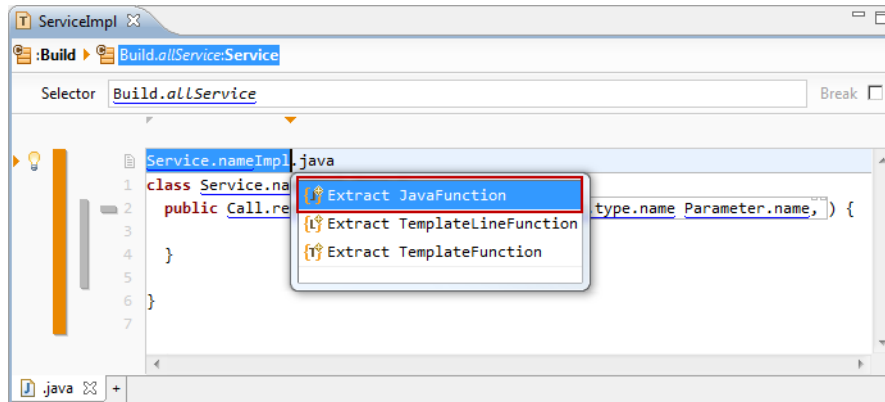 ServiceImpl
:Build Build.allService:Service
Selector Build.allService Break
Service.nameImpl.java
1 class Service.na
Extract JavaFunction
2 public Call.re .type.name Parameter.name, ) {
3
Extract TemplateLineFunction
4 }
Extract TemplateFunction
5
6 }
7
.java +